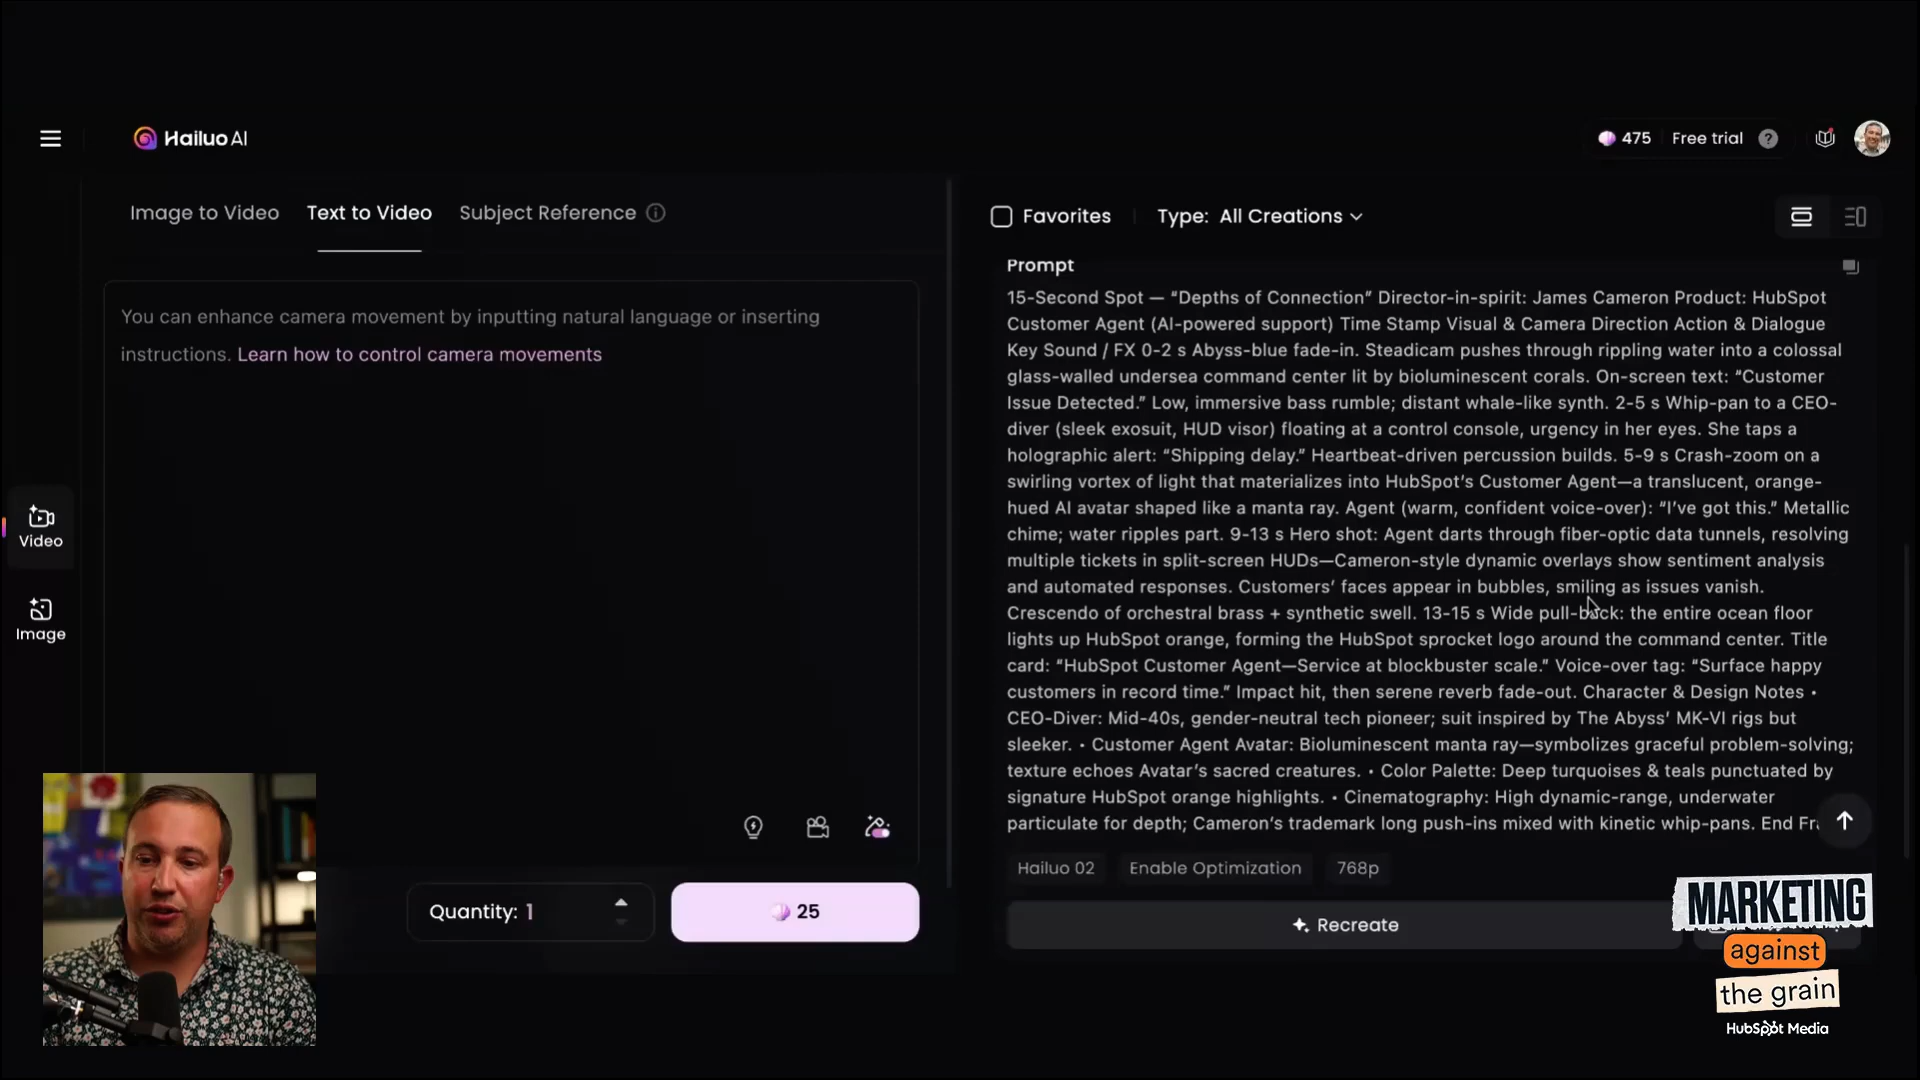 Hailuo AI
475 Free trial ?
Image to Video Text to Video Subject Reference
Favorites Type: All Creations
You can enhance camera movement by inputting natural language or inserting
instructions. Learn how to control camera movements
Video
Image
Quantity: 1
25
Prompt
15-Second Spot — “Depths of Connection” Director-in-spirit: James Cameron Product: HubSpot
Customer Agent (AI-powered support) Time Stamp Visual & Camera Direction Action & Dialogue
Key Sound / FX 0-2 s Abyss-blue fade-in. Steadicam pushes through rippling water into a colossal
glass-walled undersea command center lit by bioluminescent corals. On-screen text: “Customer
Issue Detected.” Low, immersive bass rumble; distant whale-like synth. 2-5 s Whip-pan to a CEO-
diver (sleek exosuit, HUD visor) floating at a control console, urgency in her eyes. She taps a
holographic alert: “Shipping delay.” Heartbeat-driven percussion builds. 5-9 s Crash-zoom on a
swirling vortex of light that materializes into HubSpot’s Customer Agent—a translucent, orange-
hued AI avatar shaped like a manta ray. Agent (warm, confident voice-over): “I’ve got this.” Metallic
chime; water ripples part. 9-13 s Hero shot: Agent darts through fiber-optic data tunnels, resolving
multiple tickets in split-screen HUDs—Cameron-style dynamic overlays show sentiment analysis
and automated responses. Customers’ faces appear in bubbles, smiling as issues vanish.
Crescendo of orchestral brass + synthetic swell. 13-15 s Wide pull-back: the entire ocean floor
lights up HubSpot orange, forming the HubSpot sprocket logo around the command center. Title
card: “HubSpot Customer Agent—Service at blockbuster scale.” Voice-over tag: “Surface happy
customers in record time.” Impact hit, then serene reverb fade-out. Character & Design Notes •
CEO-Diver: Mid-40s, gender-neutral tech pioneer; suit inspired by The Abyss’ MK-VI rigs but
sleeker. • Customer Agent Avatar: Bioluminescent manta ray—symbolizes graceful problem-solving;
texture echoes Avatar’s sacred creatures. • Color Palette: Deep turquoises & teals punctuated by
signature HubSpot orange highlights. • Cinematography: High dynamic-range, underwater
particulate for depth; Cameron’s trademark long push-ins mixed with kinetic whip-pans. End Fr
Hailuo 02 Enable Optimization 768p
Recreate
MARKETING
against
the grain
HubSpot Media